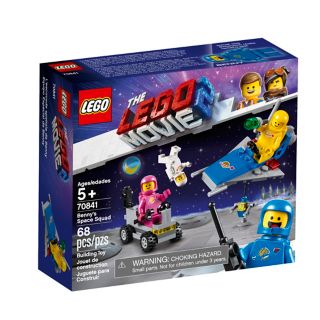 LEGO
THE
LEGO
MOVIE 2
Ages/edades
5+
70841
Benny's
Space Squad
68
pcs/pzs
Building Toy
Jouet de
construction
Juguete para
Construir
WARNING: CHOKING HAZARD.
Small parts. Not for children under 3 years.
LEGO
70841